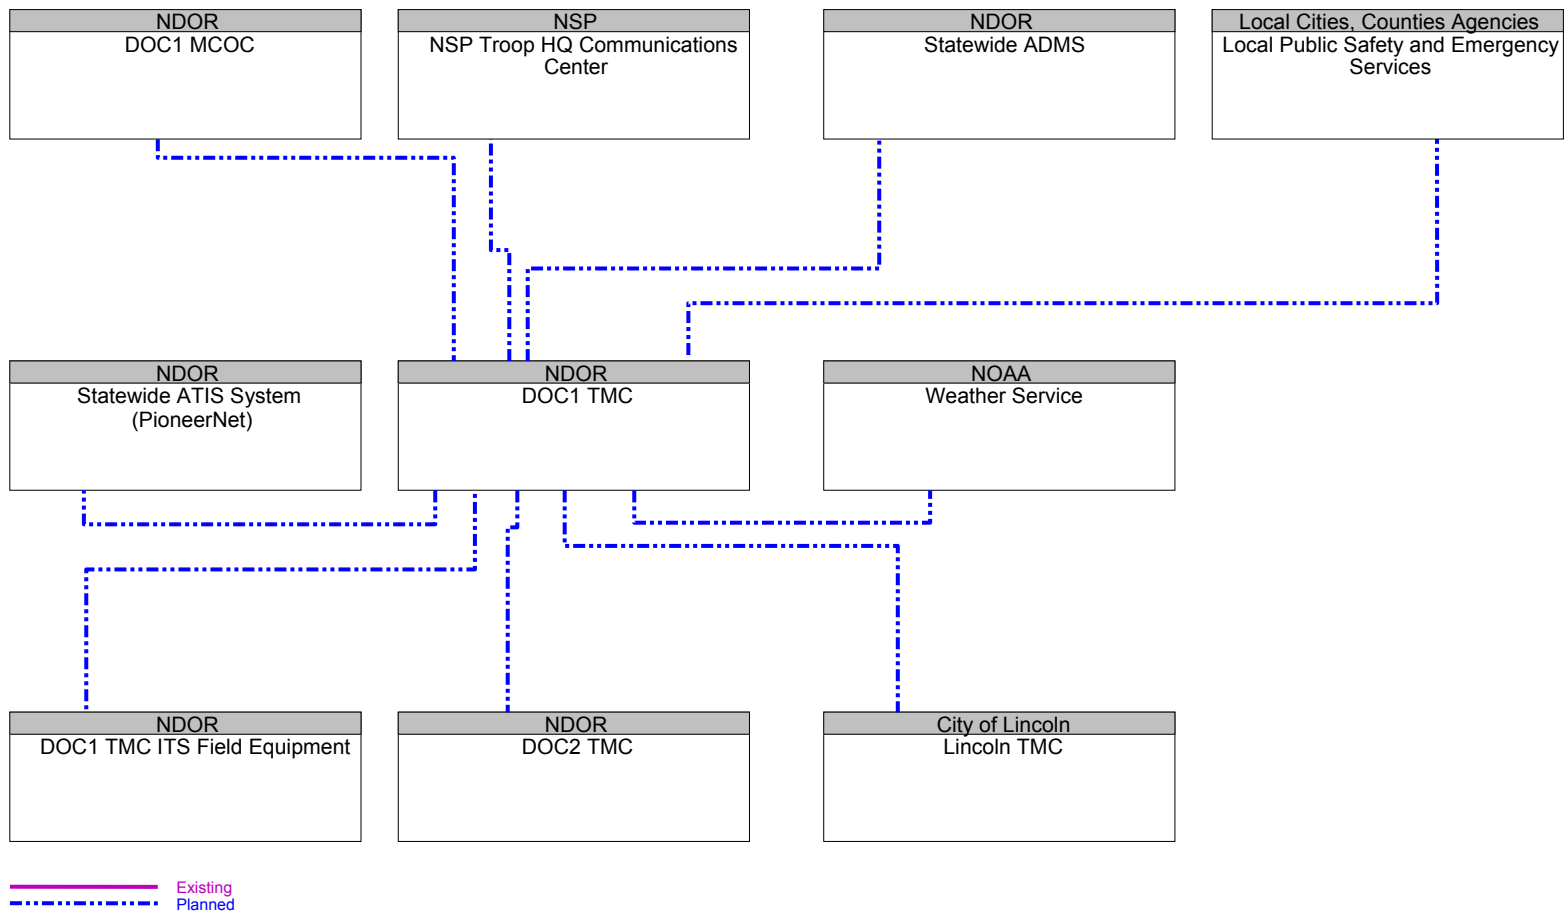 NDOR
DOC1 MCOC
NSP
NSP Troop HQ Communications
Center
NDOR
Statewide ADMS
Local Cities, Counties Agencies
Local Public Safety and Emergency
Services
NDOR
Statewide ATIS System
(PioneerNet)
NDOR
DOC1 TMC
NOAA
Weather Service
NDOR
DOC1 TMC ITS Field Equipment
NDOR
DOC2 TMC
City of Lincoln
Lincoln TMC
Existing
Planned